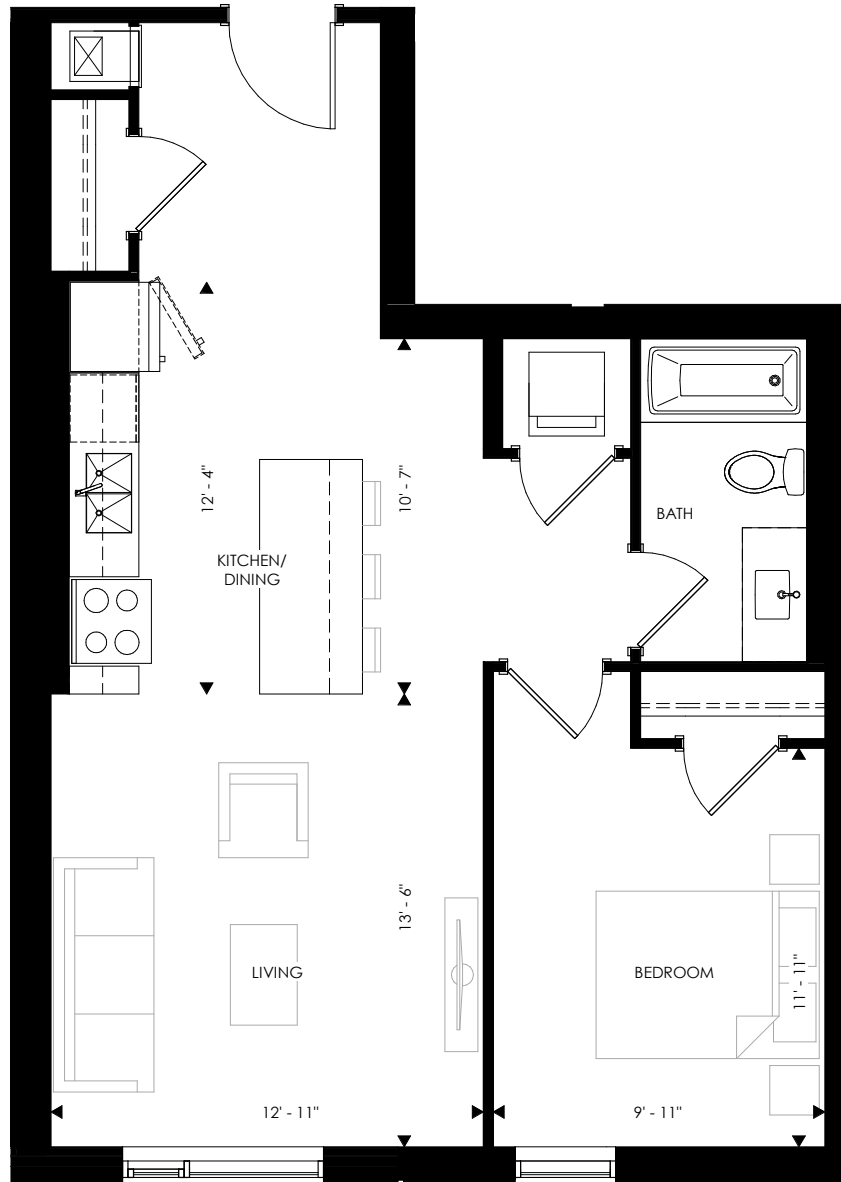 12' - 4"
10' - 7"
BATH
KITCHEN/
DINING
13' - 6"
LIVING
BEDROOM
11' - 11"
12' - 11"
9' - 11"